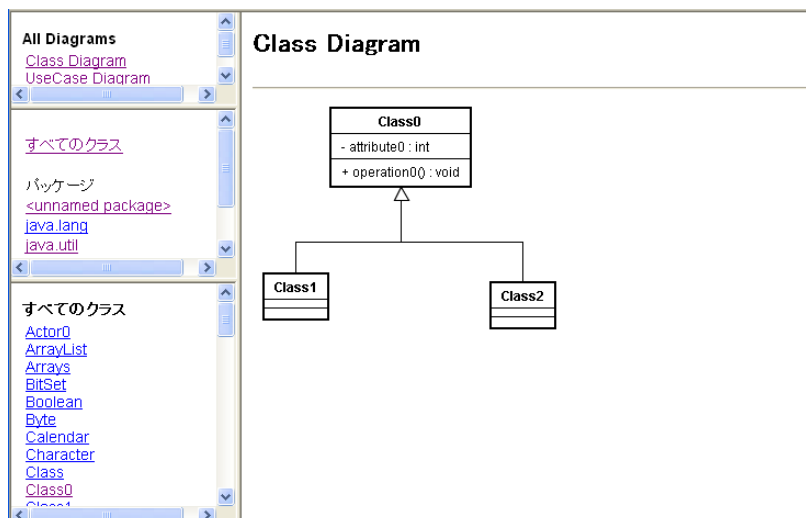 All Diagrams
Class Diagram
UseCase Diagram
すべてのクラス
パッケージ
<unnamed package>
java.lang
java.util
すべてのクラス
Actor0
ArrayList
Arrays
BitSet
Boolean
Byte
Calendar
Character
Class
Class0
Class1
Class Diagram
Class0
- attribute0 : int
+ operation0() : void
Class1
Class2